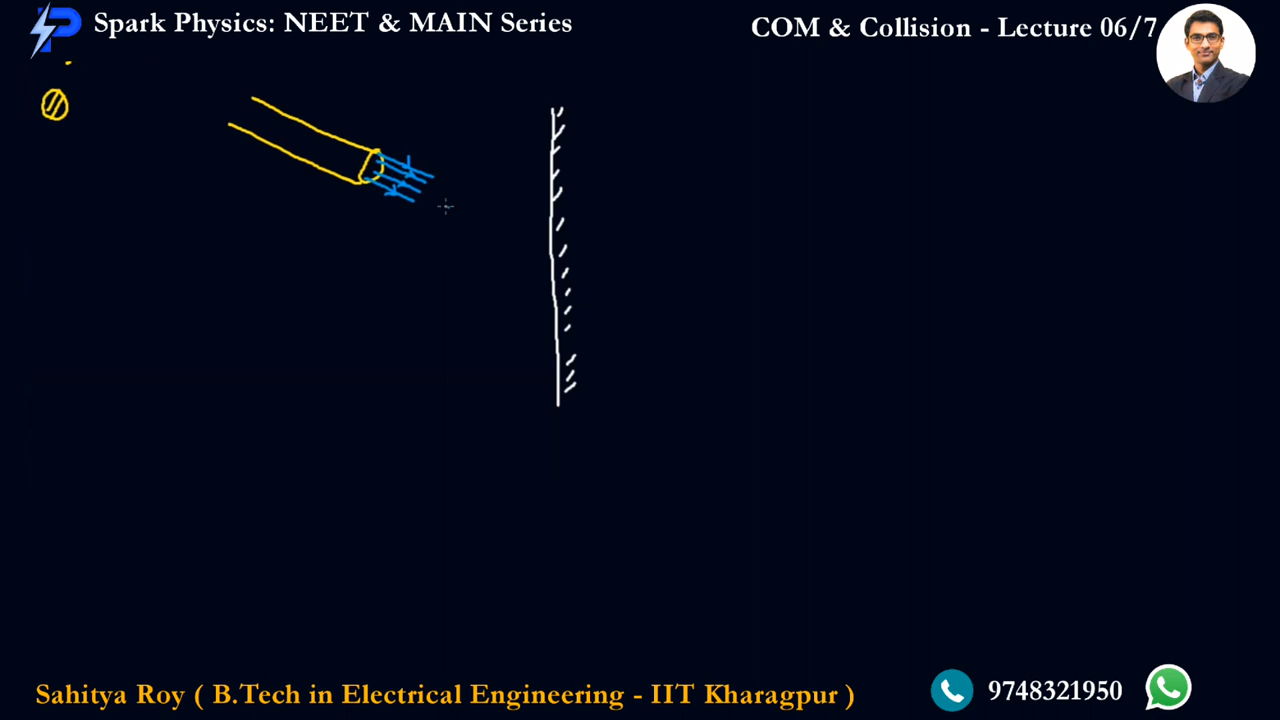 Spark Physics: NEET & MAIN Series
COM & Collision - Lecture 06/7
Sahitya Roy ( B.Tech in Electrical Engineering - IIT Kharagpur )
9748321950